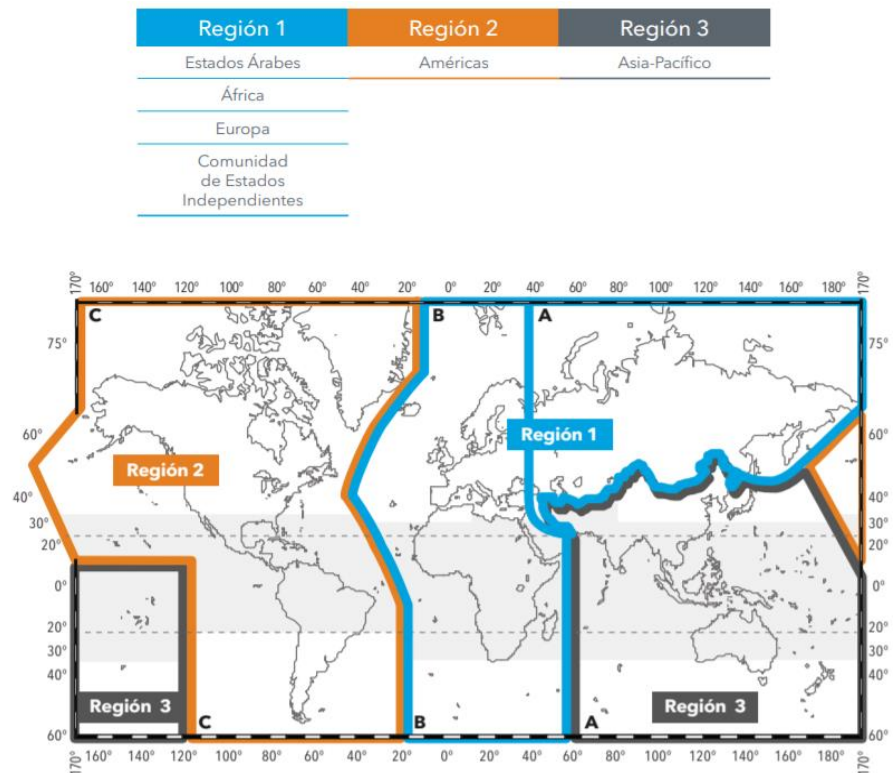 Región 1 Región 2 Región 3
Estados Árabes Américas Asia-Pacífico
África
Europa
Comunidad
de Estados
Independientes
170° 160° 140° 120° 100° 80° 60° 40° 20° 0° 20° 40° 60° 80° 100° 120° 140° 160° 180° 170°
C B A
75° 75°
60° 60°
Región 1
Región 2
40° 40°
30° 30°
20° 20°
0° 0°
20° 20°
30° 30°
40° 40°
Región 3 Región 3
C B A
60° 60°
170° 160° 140° 120° 100° 80° 60° 40° 20° 0° 20° 40° 60° 80° 100° 120° 140° 160° 180° 170°